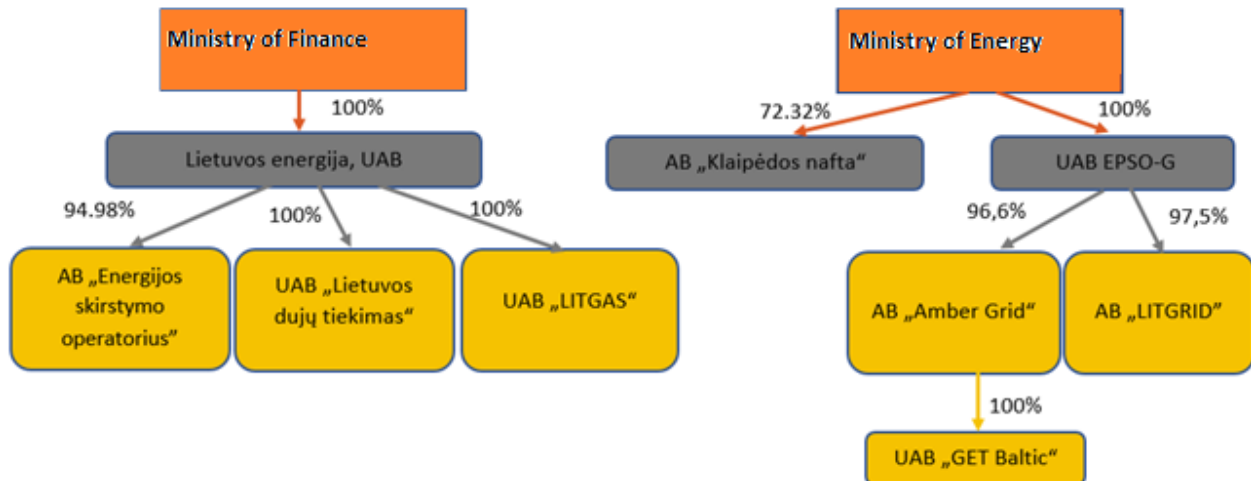 Ministry of Finance
Ministry of Energy
100%
72.32%
100%
Lietuvos energija, UAB
AB „Klaipėdos nafta“
UAB EPSO-G
94.98%
100%
100%
96,6%
97,5%
AB „Energijos
skirstymo
operatorius”
UAB „Lietuvos
dujų tiekimas“
UAB „LITGAS“
AB „Amber Grid“
AB „LITGRID”
100%
UAB „GET Baltic“